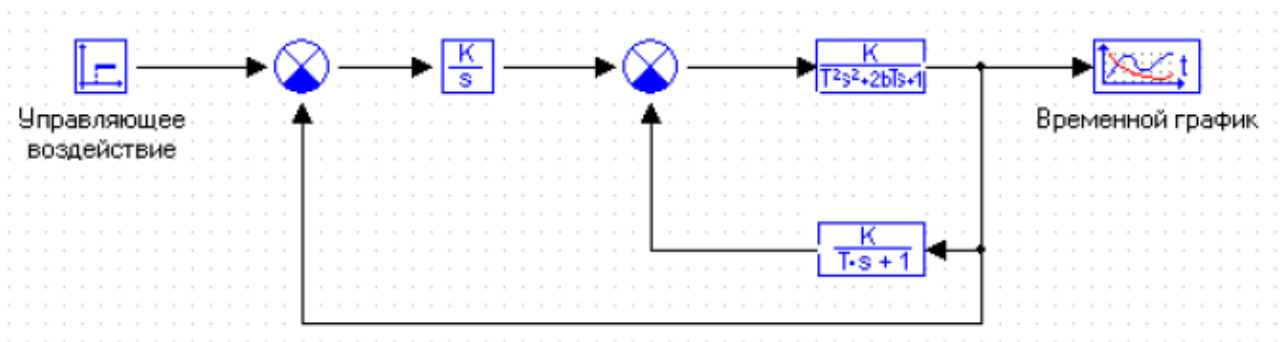 K
s
K
T²s²+2bTs+1
t
Управляющее
воздействие
Временной график
K
T·s + 1